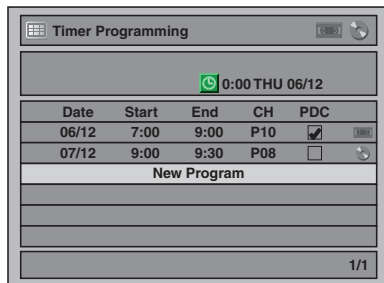 Timer Programming
0:00 THU 06/12
Date Start End CH PDC
06/12 7:00 9:00 P10
07/12 9:00 9:30 P08
New Program
1/1